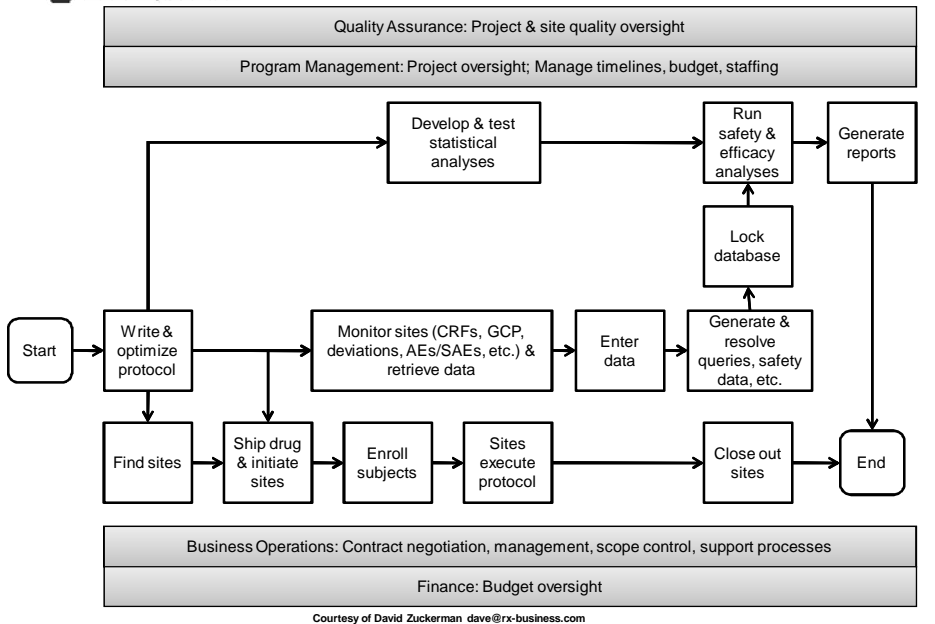 Quality Assurance: Project & site quality oversight
Program Management: Project oversight; Manage timelines, budget, staffing
Develop & test
statistical
analyses
Run
safety &
efficacy
analyses
Generate
reports
Lock
database
Start
Write &
optimize
protocol
Monitor sites (CRFs, GCP,
deviations, AEs/SAEs, etc.) &
retrieve data
Enter
data
Generate &
resolve
queries, safety
data, etc.
Find sites
Ship drug
& initiate
sites
Enroll
subjects
Sites
execute
protocol
Close out
sites
End
Business Operations: Contract negotiation, management, scope control, support processes
Finance: Budget oversight
Courtesy of David Zuckerman dave@rx-business.com